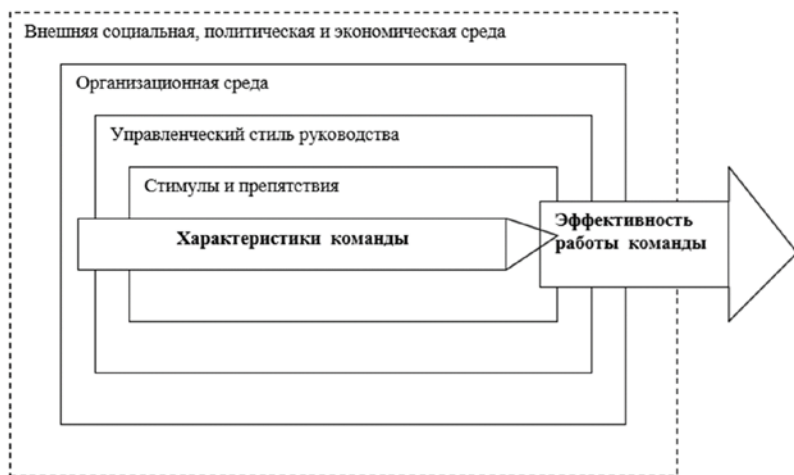 Внешняя социальная, политическая и экономическая среда
Организационная среда
Управленческий стиль руководства
Стимулы и препятствия
Характеристики команды
Эффективность
работы команды